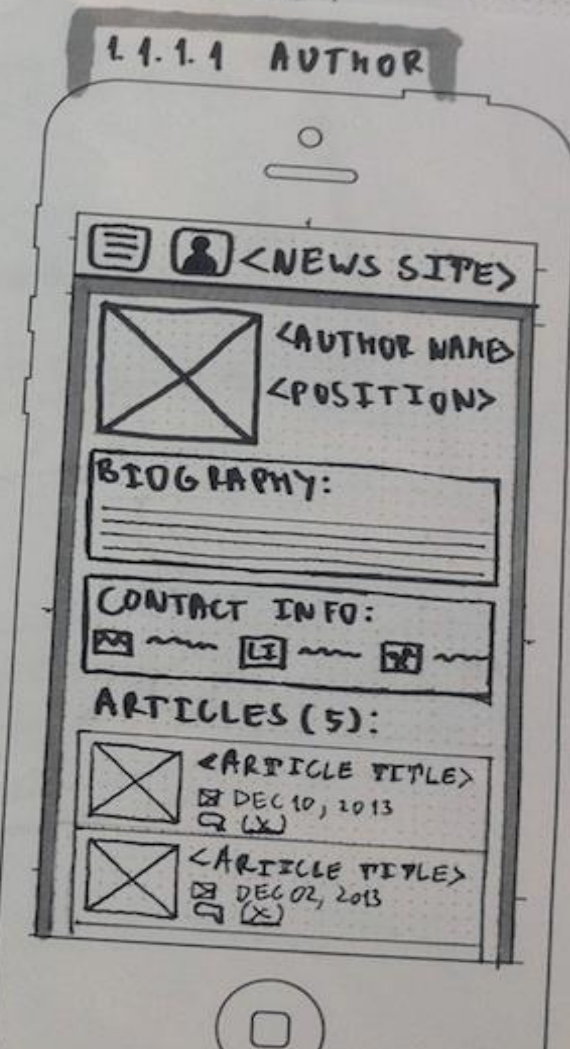 1.1.1.1 AUTHOR
<NEWS SITE>
<AUTHOR NAME>
<POSITION>
BIOGRAPHY:
CONTACT INFO:
LI
ARTICLES (5):
<ARTICLE TITLE>
DEC 10, 2013
(X)
<ARTICLE TITLE>
DEC 02, 2013
(X)